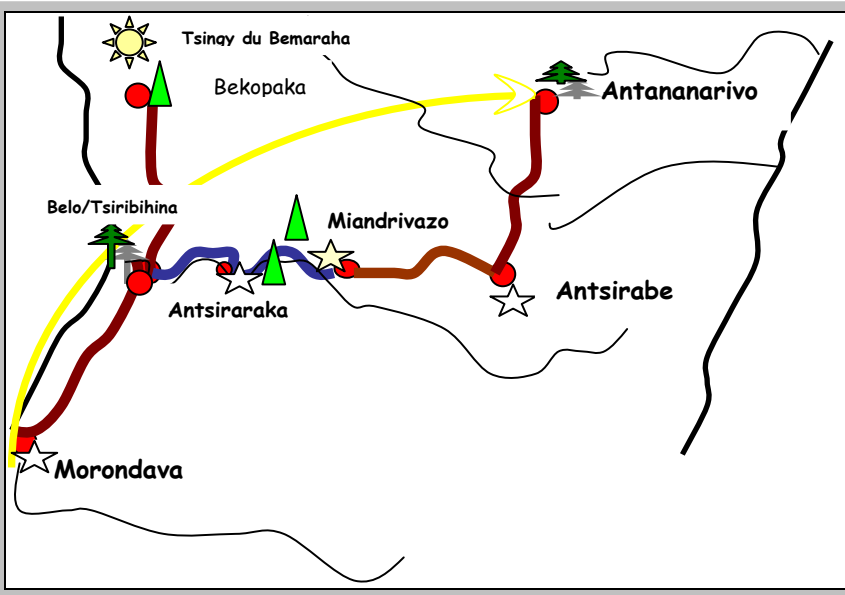 Tsingy du Bemaraha
Bekopaka
Antananarivo
Belo/Tsiribihina
Miandrivazo
Antsirabe
Antsiraraka
Morondava